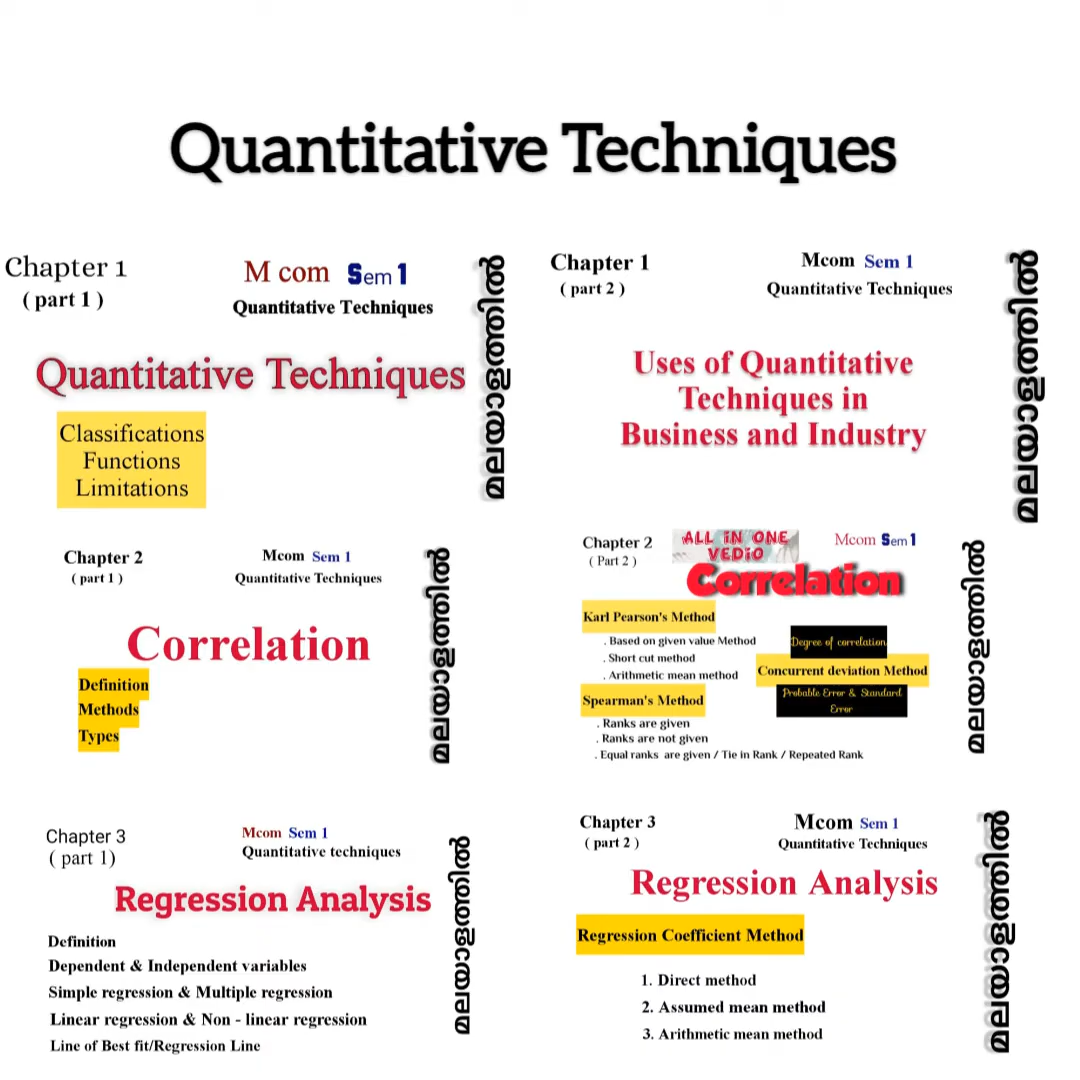 Quantitative Techniques
Chapter 1
( part 1 )
M com Sem 1
Quantitative Techniques
Quantitative Techniques
Classifications
Functions
Limitations
മലയാളത്തിൽ
Chapter 1
( part 2 )
Mcom Sem 1
Quantitative Techniques
Uses of Quantitative
Techniques in
Business and Industry
മലയാളത്തിൽ
Chapter 2
( part 1 )
Mcom Sem 1
Quantitative Techniques
Correlation
Definition
Methods
Types
മലയാളത്തിൽ
Chapter 2
( Part 2 )
ALL iN ONE
VEDiO
Mcom Sem 1
Correlation
Karl Pearson's Method
. Based on given value Method
. Short cut method
. Arithmetic mean method
Spearman's Method
. Ranks are given
. Ranks are not given
. Equal ranks are given / Tie in Rank / Repeated Rank
Degree of correlation
Concurrent deviation Method
Probable Error & Standard
Error
മലയാളത്തിൽ
Chapter 3
( part 1)
Mcom Sem 1
Quantitative techniques
Regression Analysis
Definition
Dependent & Independent variables
Simple regression & Multiple regression
Linear regression & Non - linear regression
Line of Best fit/Regression Line
മലയാളത്തിൽ
Chapter 3
( part 2 )
Mcom Sem 1
Quantitative Techniques
Regression Analysis
Regression Coefficient Method
1. Direct method
2. Assumed mean method
3. Arithmetic mean method
മലയാളത്തിൽ